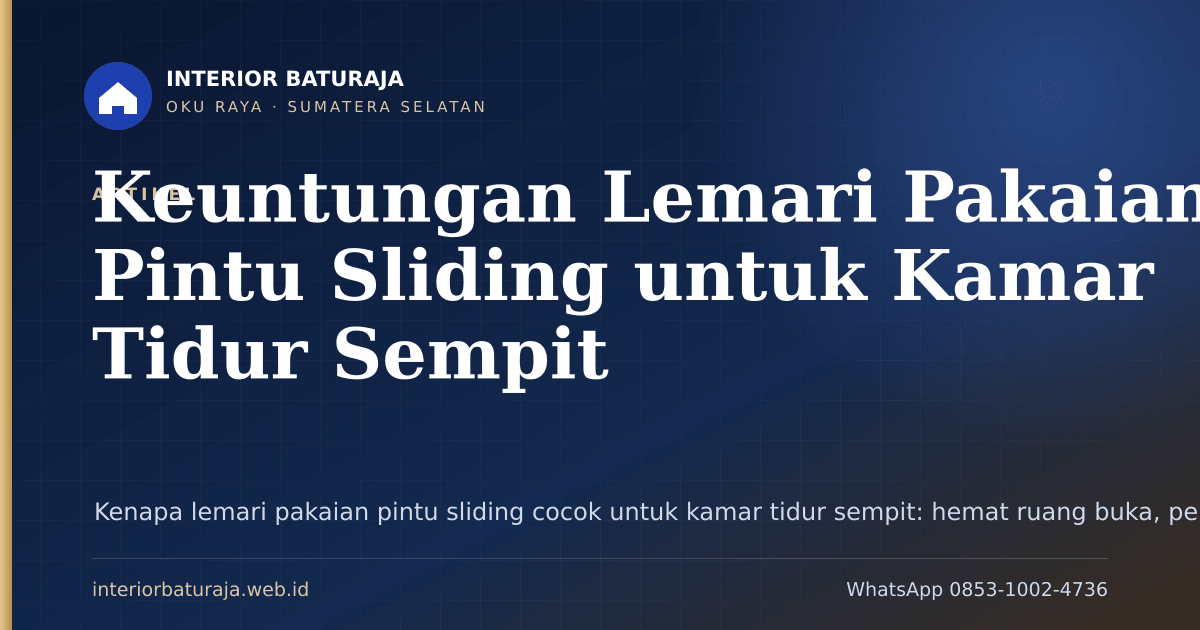 INTERIOR BATURAJA
OKU RAYA · SUMATERA SELATAN
ARTIKEL
Keuntungan Lemari Pakaian
Pintu Sliding untuk Kamar
Tidur Sempit
Kenapa lemari pakaian pintu sliding cocok untuk kamar tidur sempit: hemat ruang buka, pe
interiorbaturaja.web.id
WhatsApp 0853-1002-4736